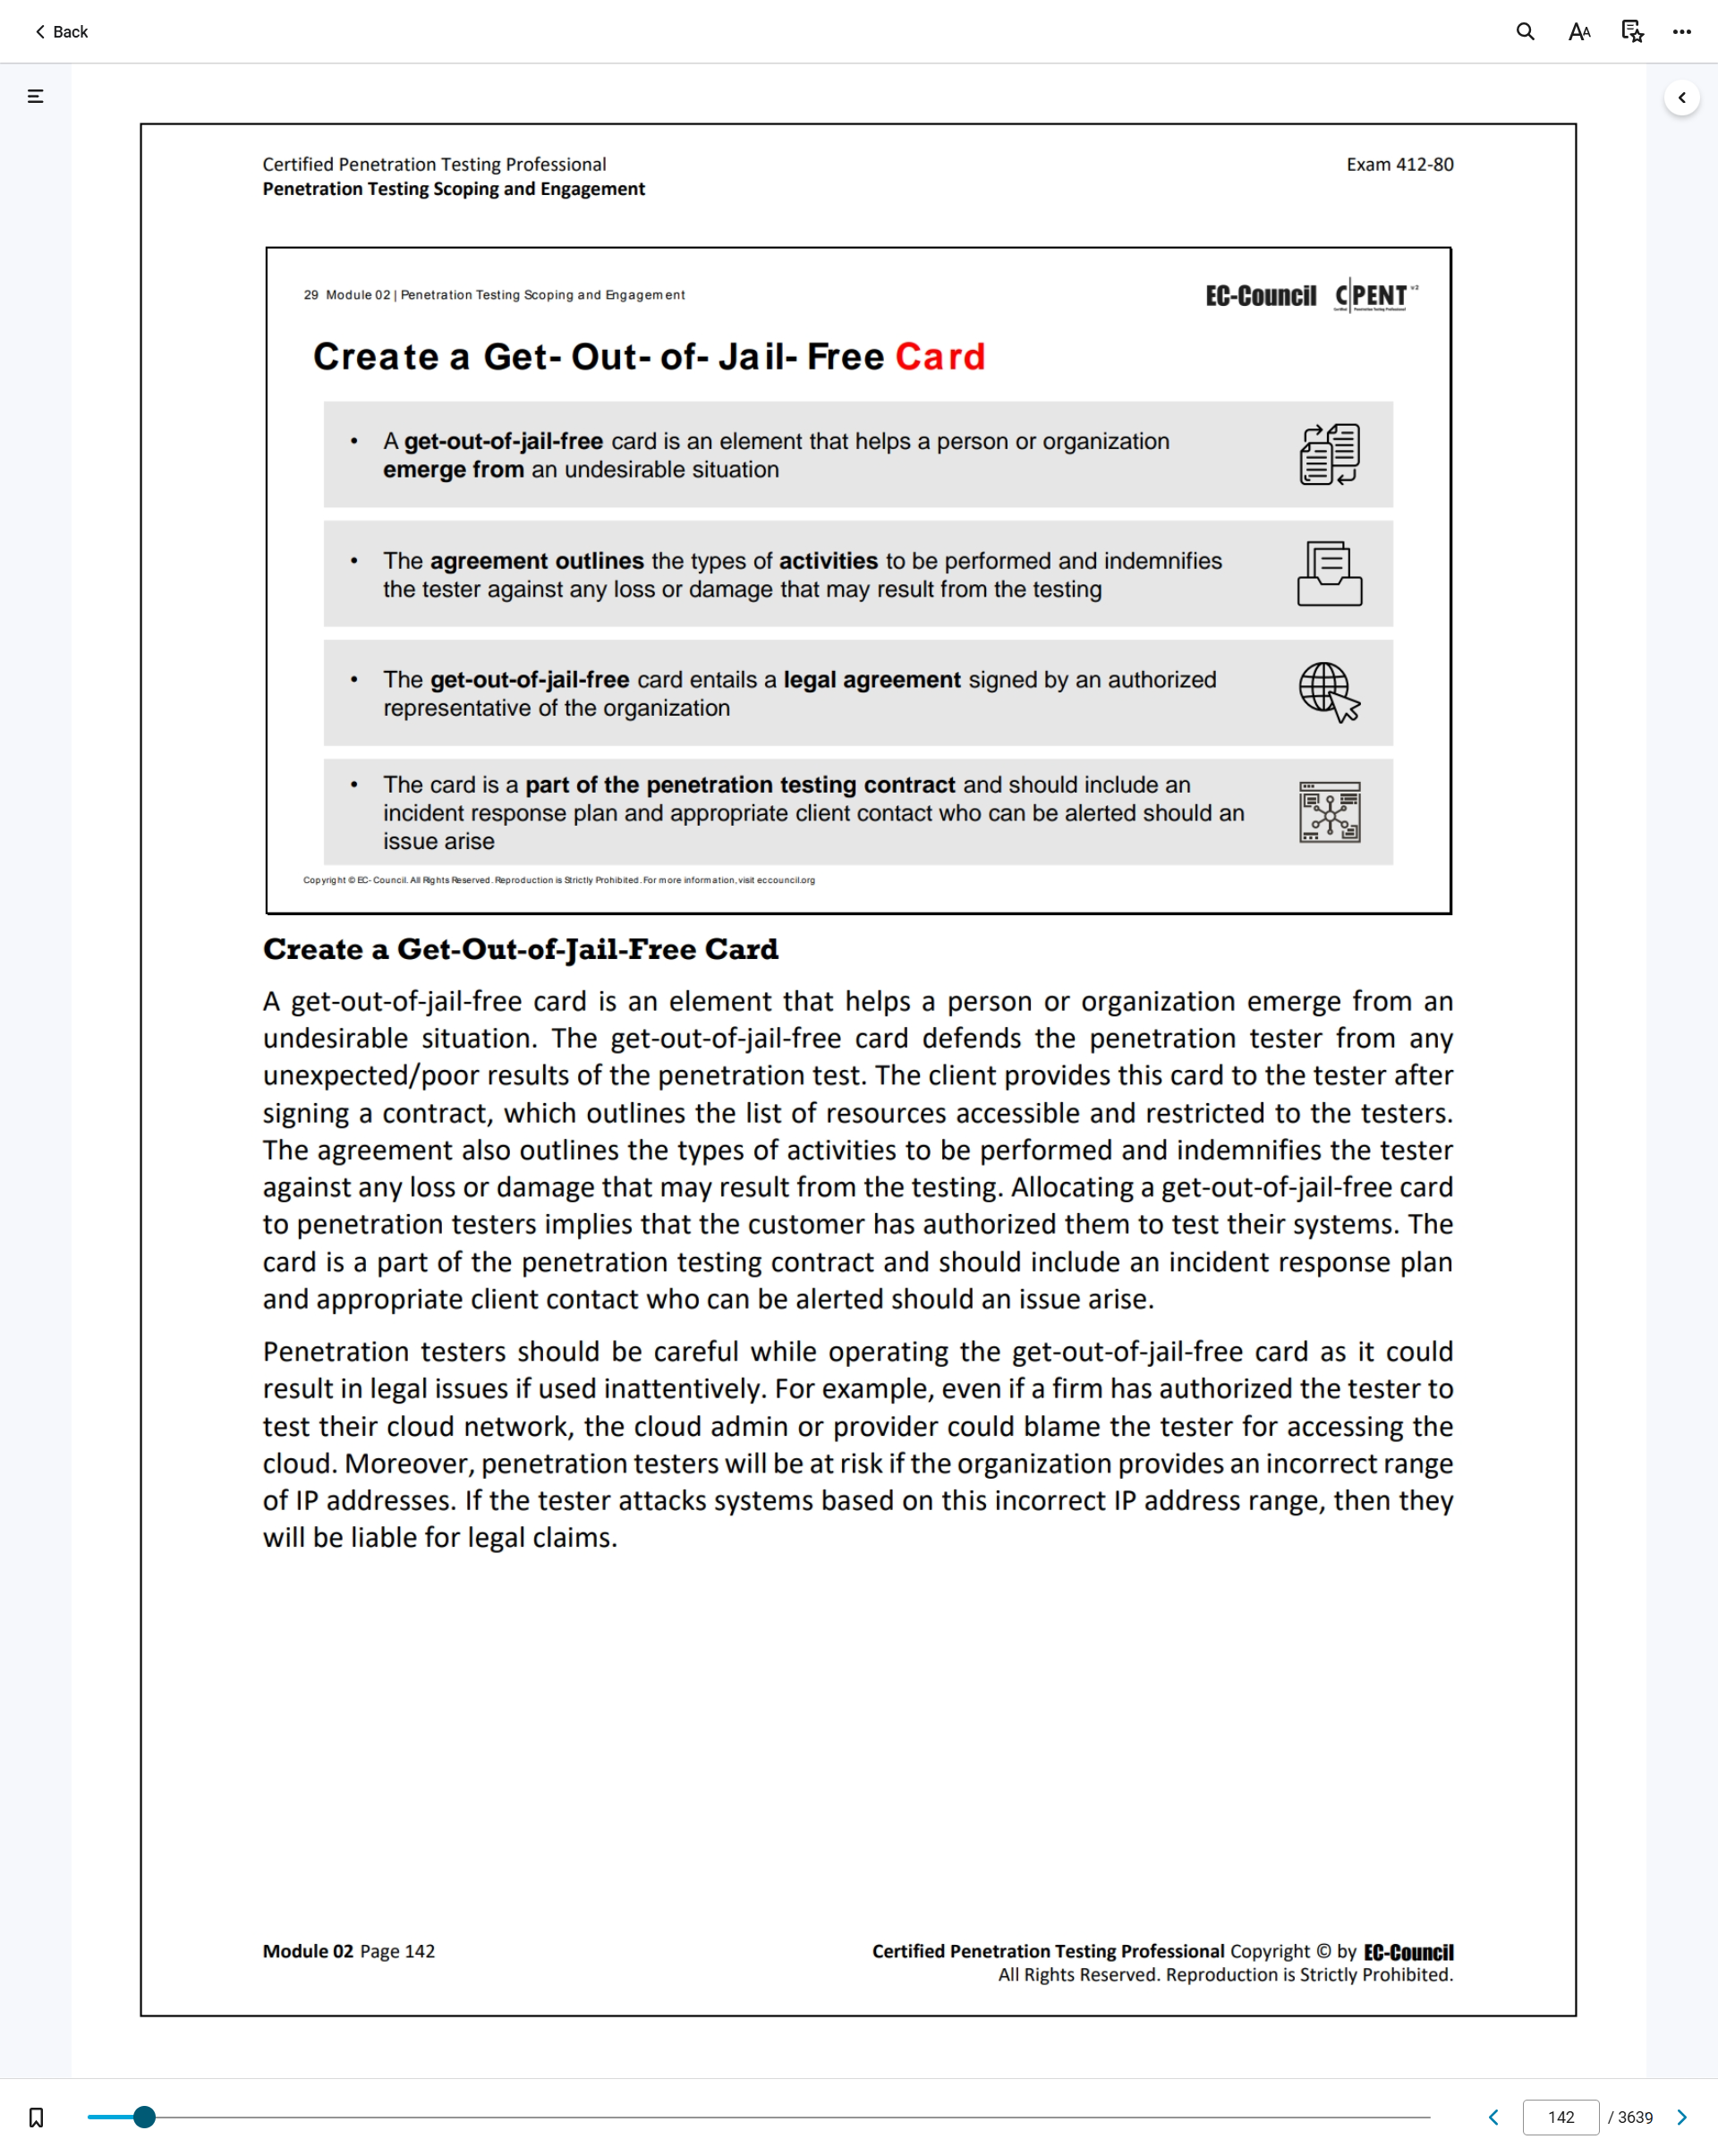 Back
Certified Penetration Testing Professional
Exam 412-80
Penetration Testing Scoping and Engagement
29 Module 02 | Penetration Testing Scoping and Engagement
EC-Council C|PENT v2
Create a Get- Out- of- Jail- Free Card
• A get-out-of-jail-free card is an element that helps a person or organization
emerge from an undesirable situation
• The agreement outlines the types of activities to be performed and indemnifies
the tester against any loss or damage that may result from the testing
• The get-out-of-jail-free card entails a legal agreement signed by an authorized
representative of the organization
• The card is a part of the penetration testing contract and should include an
incident response plan and appropriate client contact who can be alerted should an
issue arise
Copyright © EC- Council. All Rights Reserved. Reproduction is Strictly Prohibited. For more information, visit eccouncil.org
Create a Get-Out-of-Jail-Free Card
A get-out-of-jail-free card is an element that helps a person or organization emerge from an
undesirable situation. The get-out-of-jail-free card defends the penetration tester from any
unexpected/poor results of the penetration test. The client provides this card to the tester after
signing a contract, which outlines the list of resources accessible and restricted to the testers.
The agreement also outlines the types of activities to be performed and indemnifies the tester
against any loss or damage that may result from the testing. Allocating a get-out-of-jail-free card
to penetration testers implies that the customer has authorized them to test their systems. The
card is a part of the penetration testing contract and should include an incident response plan
and appropriate client contact who can be alerted should an issue arise.
Penetration testers should be careful while operating the get-out-of-jail-free card as it could
result in legal issues if used inattentively. For example, even if a firm has authorized the tester to
test their cloud network, the cloud admin or provider could blame the tester for accessing the
cloud. Moreover, penetration testers will be at risk if the organization provides an incorrect range
of IP addresses. If the tester attacks systems based on this incorrect IP address range, then they
will be liable for legal claims.
Module 02 Page 142
Certified Penetration Testing Professional Copyright © by EC-Council
All Rights Reserved. Reproduction is Strictly Prohibited.
142 / 3639